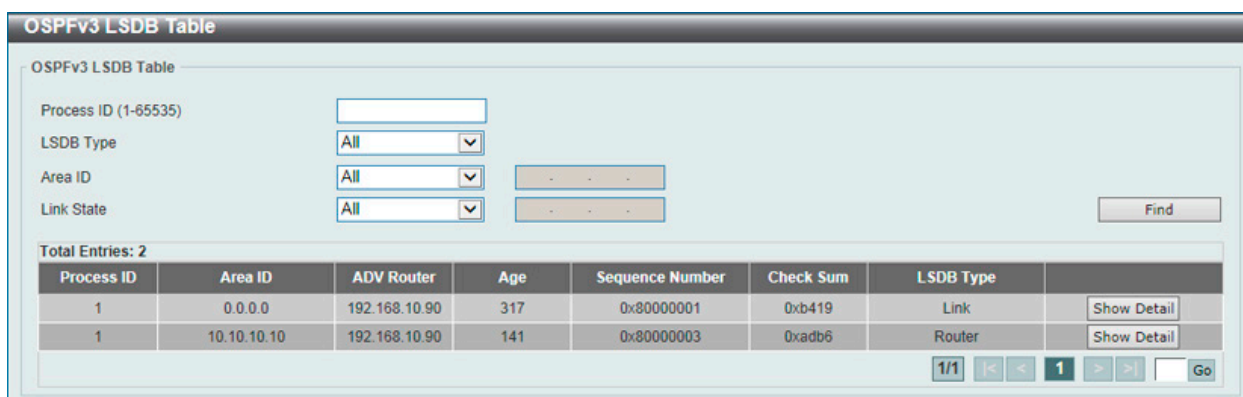 OSPFv3 LSDB Table
OSPFv3 LSDB Table
Process ID (1-65535)
LSDB Type All
Area ID All . . .
Link State All . . . Find
Total Entries: 2
Process ID Area ID ADV Router Age Sequence Number Check Sum LSDB Type
1 0.0.0.0 192.168.10.90 317 0x80000001 0xb419 Link Show Detail
1 10.10.10.10 192.168.10.90 141 0x80000003 0xadb6 Router Show Detail
1/1 |< < 1 > >| Go